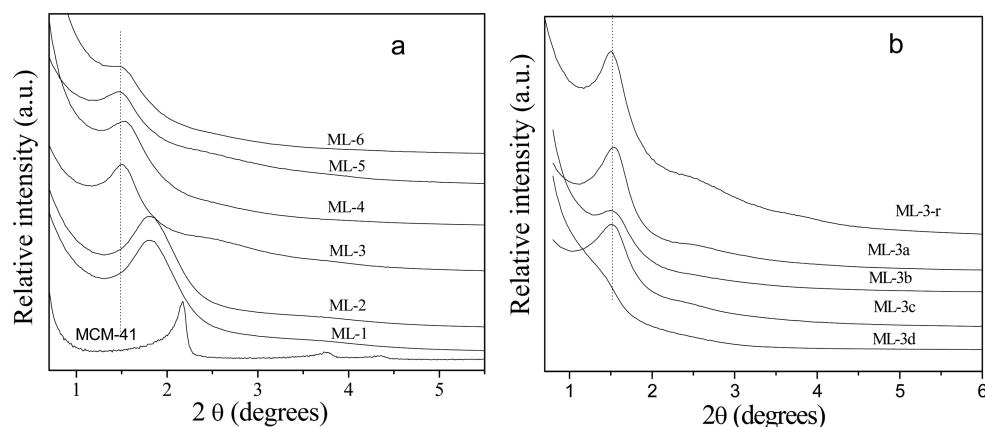 a
Relative intensity (a.u.)
ML-6
ML-5
ML-4
ML-3
ML-2
ML-1
MCM-41
1 2 3 4 5
2 θ (degrees)
b
Relative intensity (a.u.)
ML-3-r
ML-3a
ML-3b
ML-3c
ML-3d
1 2 3 4 5 6
2θ (degrees)